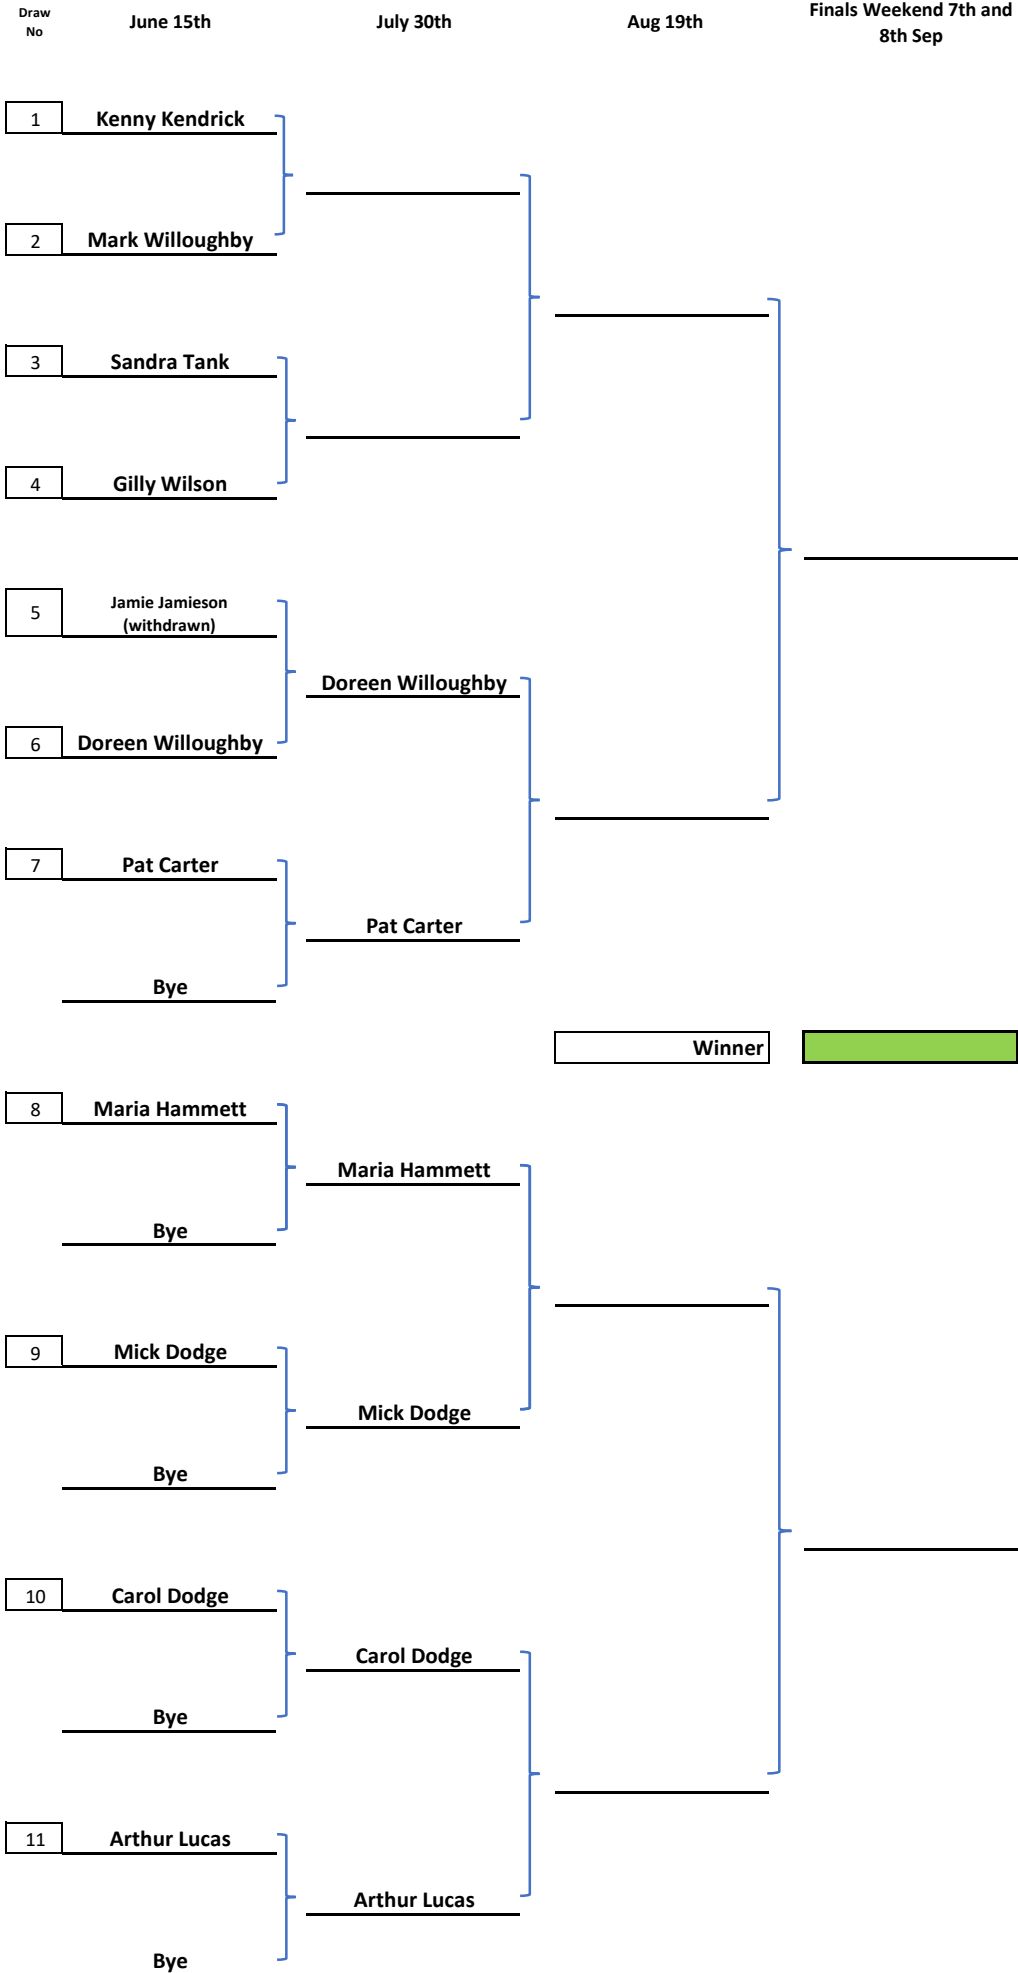 Draw
No
June 15th
July 30th
Aug 19th
Finals Weekend 7th and
8th Sep
1
Kenny Kendrick
2
Mark Willoughby
3
Sandra Tank
4
Gilly Wilson
5
Jamie Jamieson
(withdrawn)
Doreen Willoughby
6
Doreen Willoughby
7
Pat Carter
Pat Carter
Bye
Winner
8
Maria Hammett
Maria Hammett
Bye
9
Mick Dodge
Mick Dodge
Bye
10
Carol Dodge
Carol Dodge
Bye
11
Arthur Lucas
Arthur Lucas
Bye